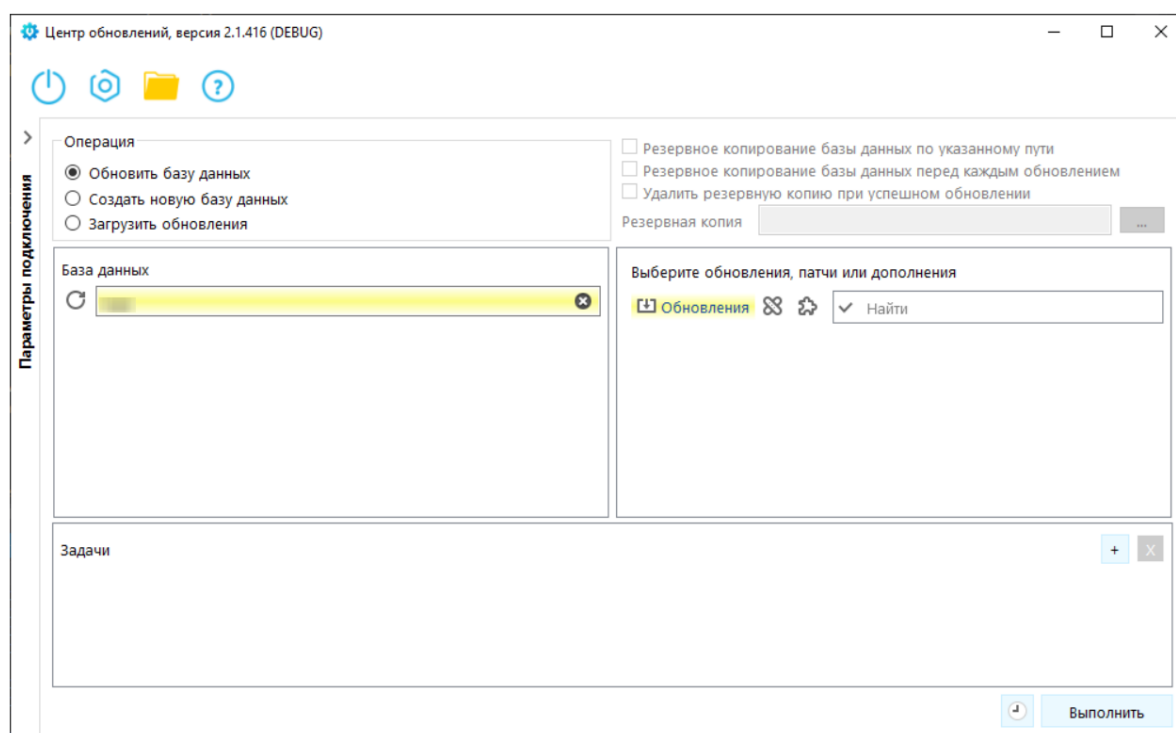 Центр обновлений, версия 2.1.416 (DEBUG)
Параметры подключения
Операция
Обновить базу данных
Создать новую базу данных
Загрузить обновления
Резервное копирование базы данных по указанному пути
Резервное копирование базы данных перед каждым обновлением
Удалить резервную копию при успешном обновлении
Резервная копия ...
База данных
Выберите обновления, патчи или дополнения
Обновления Найти
Задачи + X
Выполнить